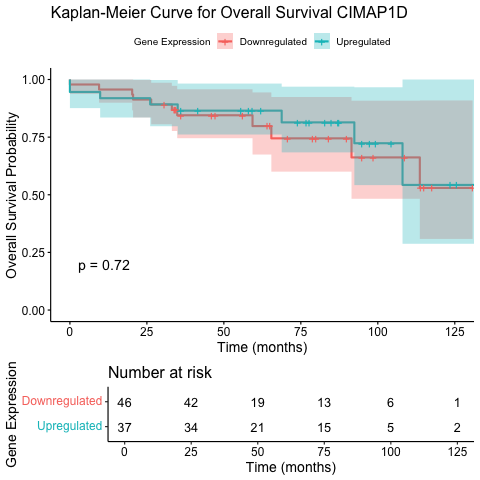 Kaplan-Meier Curve for Overall Survival CIMAP1D
Gene Expression Downregulated Upregulated
Overall Survival Probability
1.00
0.75
0.50
0.25
0.00
p = 0.72
0 25 50 75 100 125
Time (months)
Number at risk
Gene Expression
Downregulated 46 42 19 13 6 1
Upregulated 37 34 21 15 5 2
0 25 50 75 100 125
Time (months)